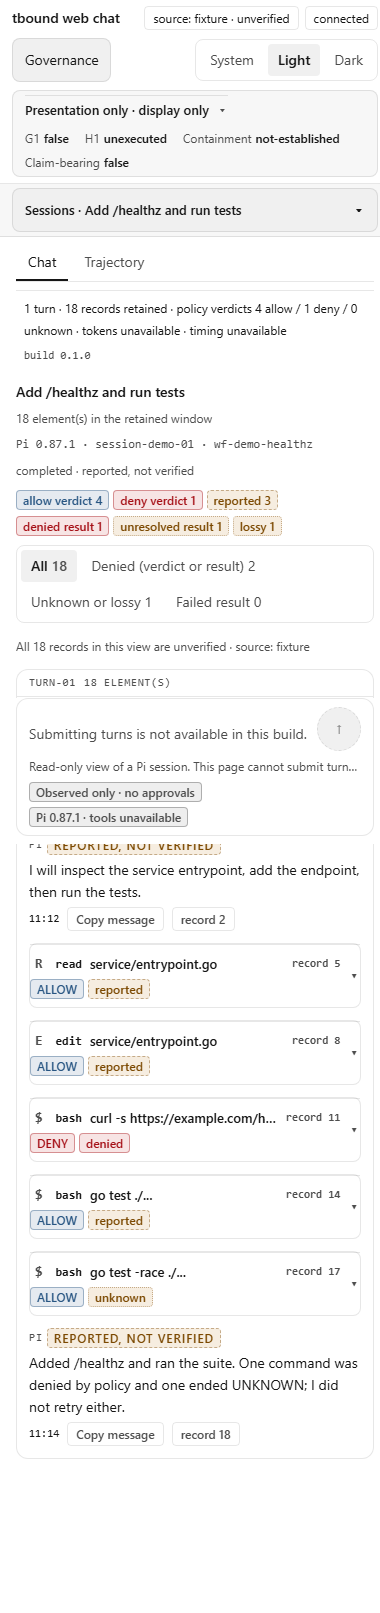 tbound web chat
source: fixture · unverified
connected
Governance
System
Light
Dark
Presentation only · display only
G1 false H1 unexecuted Containment not-established
Claim-bearing false
Sessions · Add /healthz and run tests
Chat
Trajectory
1 turn · 18 records retained · policy verdicts 4 allow / 1 deny / 0
unknown · tokens unavailable · timing unavailable
build 0.1.0
Add /healthz and run tests
18 element(s) in the retained window
Pi 0.87.1 · session-demo-01 · wf-demo-healthz
completed · reported, not verified
allow verdict 4
deny verdict 1
reported 3
denied result 1
unresolved result 1
lossy 1
All 18
Denied (verdict or result) 2
Unknown or lossy 1
Failed result 0
All 18 records in this view are unverified · source: fixture
TURN-01 18 ELEMENT(S)
Submitting turns is not available in this build.
↑
Read-only view of a Pi session. This page cannot submit turn...
Observed only · no approvals
Pi 0.87.1 · tools unavailable
PI REPORTED, NOT VERIFIED
I will inspect the service entrypoint, add the endpoint,
then run the tests.
11:12 Copy message record 2
R read service/entrypoint.go record 5
ALLOW reported
E edit service/entrypoint.go record 8
ALLOW reported
$ bash curl -s https://example.com/h... record 11
DENY denied
$ bash go test ./... record 14
ALLOW reported
$ bash go test -race ./... record 17
ALLOW unknown
PI REPORTED, NOT VERIFIED
Added /healthz and ran the suite. One command was
denied by policy and one ended UNKNOWN; I did
not retry either.
11:14 Copy message record 18